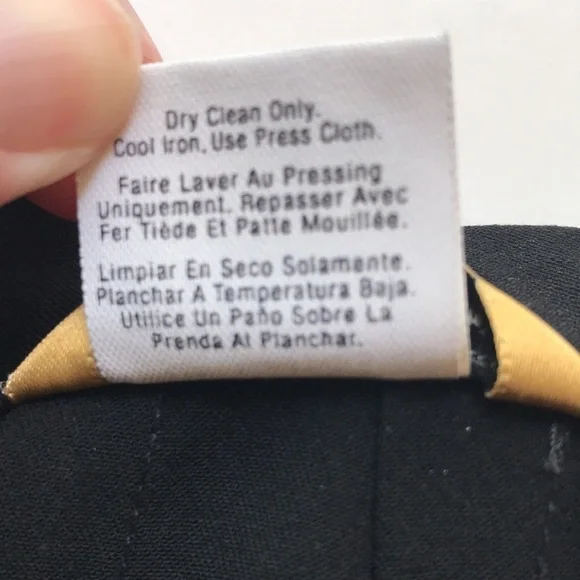 Dry Clean Only.
Cool Iron, Use Press Cloth.
Faire Laver Au Pressing
Uniquement. Repasser Avec
Fer Tiède Et Patte Mouillée.
Limpiar En Seco Solamente.
Planchar A Temperatura Baja.
Utilice Un Paño Sobre La
Prenda Al Planchar.